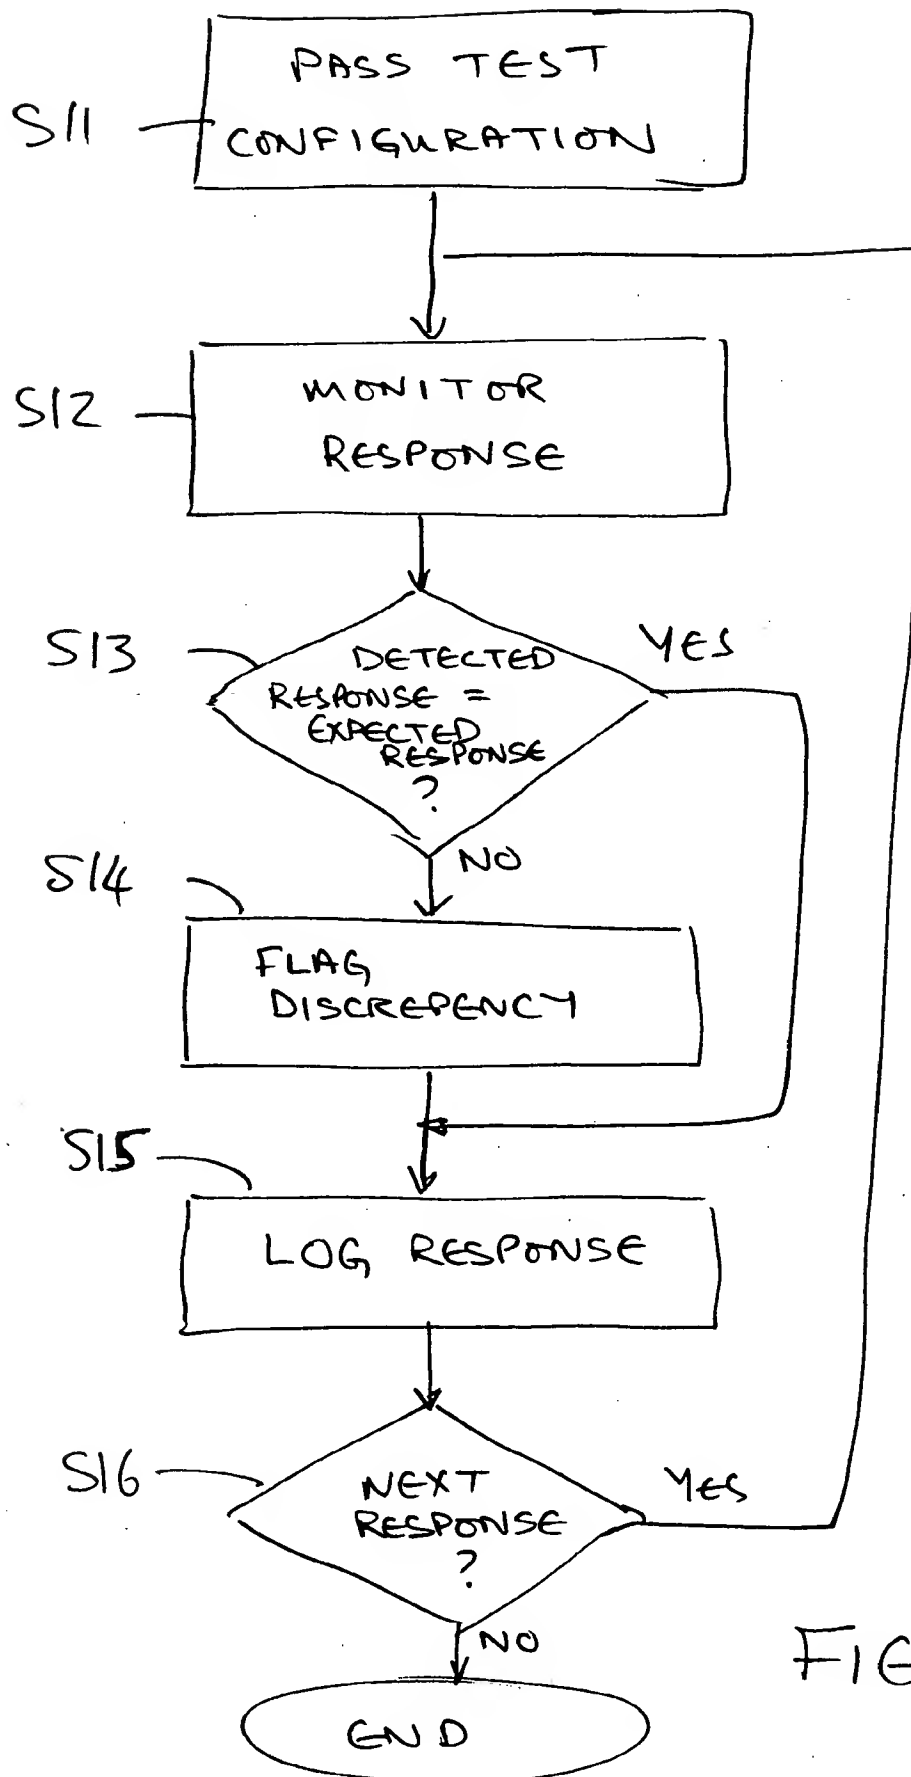 S11
PASS TEST
CONFIGURATION
S12
MONITOR
RESPONSE
S13
DETECTED
RESPONSE =
EXPECTED
RESPONSE
?
YES
NO
S14
FLAG
DISCREPENCY
S15
LOG RESPONSE
S16
NEXT
RESPONSE
?
YES
NO
END